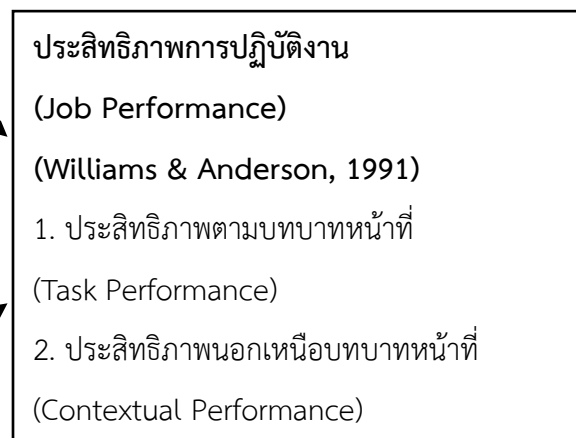 ประสิทธิภาพการปฏิบัติงาน
(Job Performance)
(Williams & Anderson, 1991)
1. ประสิทธิภาพตามบทบาทหน้าที่
(Task Performance)
2. ประสิทธิภาพนอกเหนือบทบาทหน้าที่
(Contextual Performance)